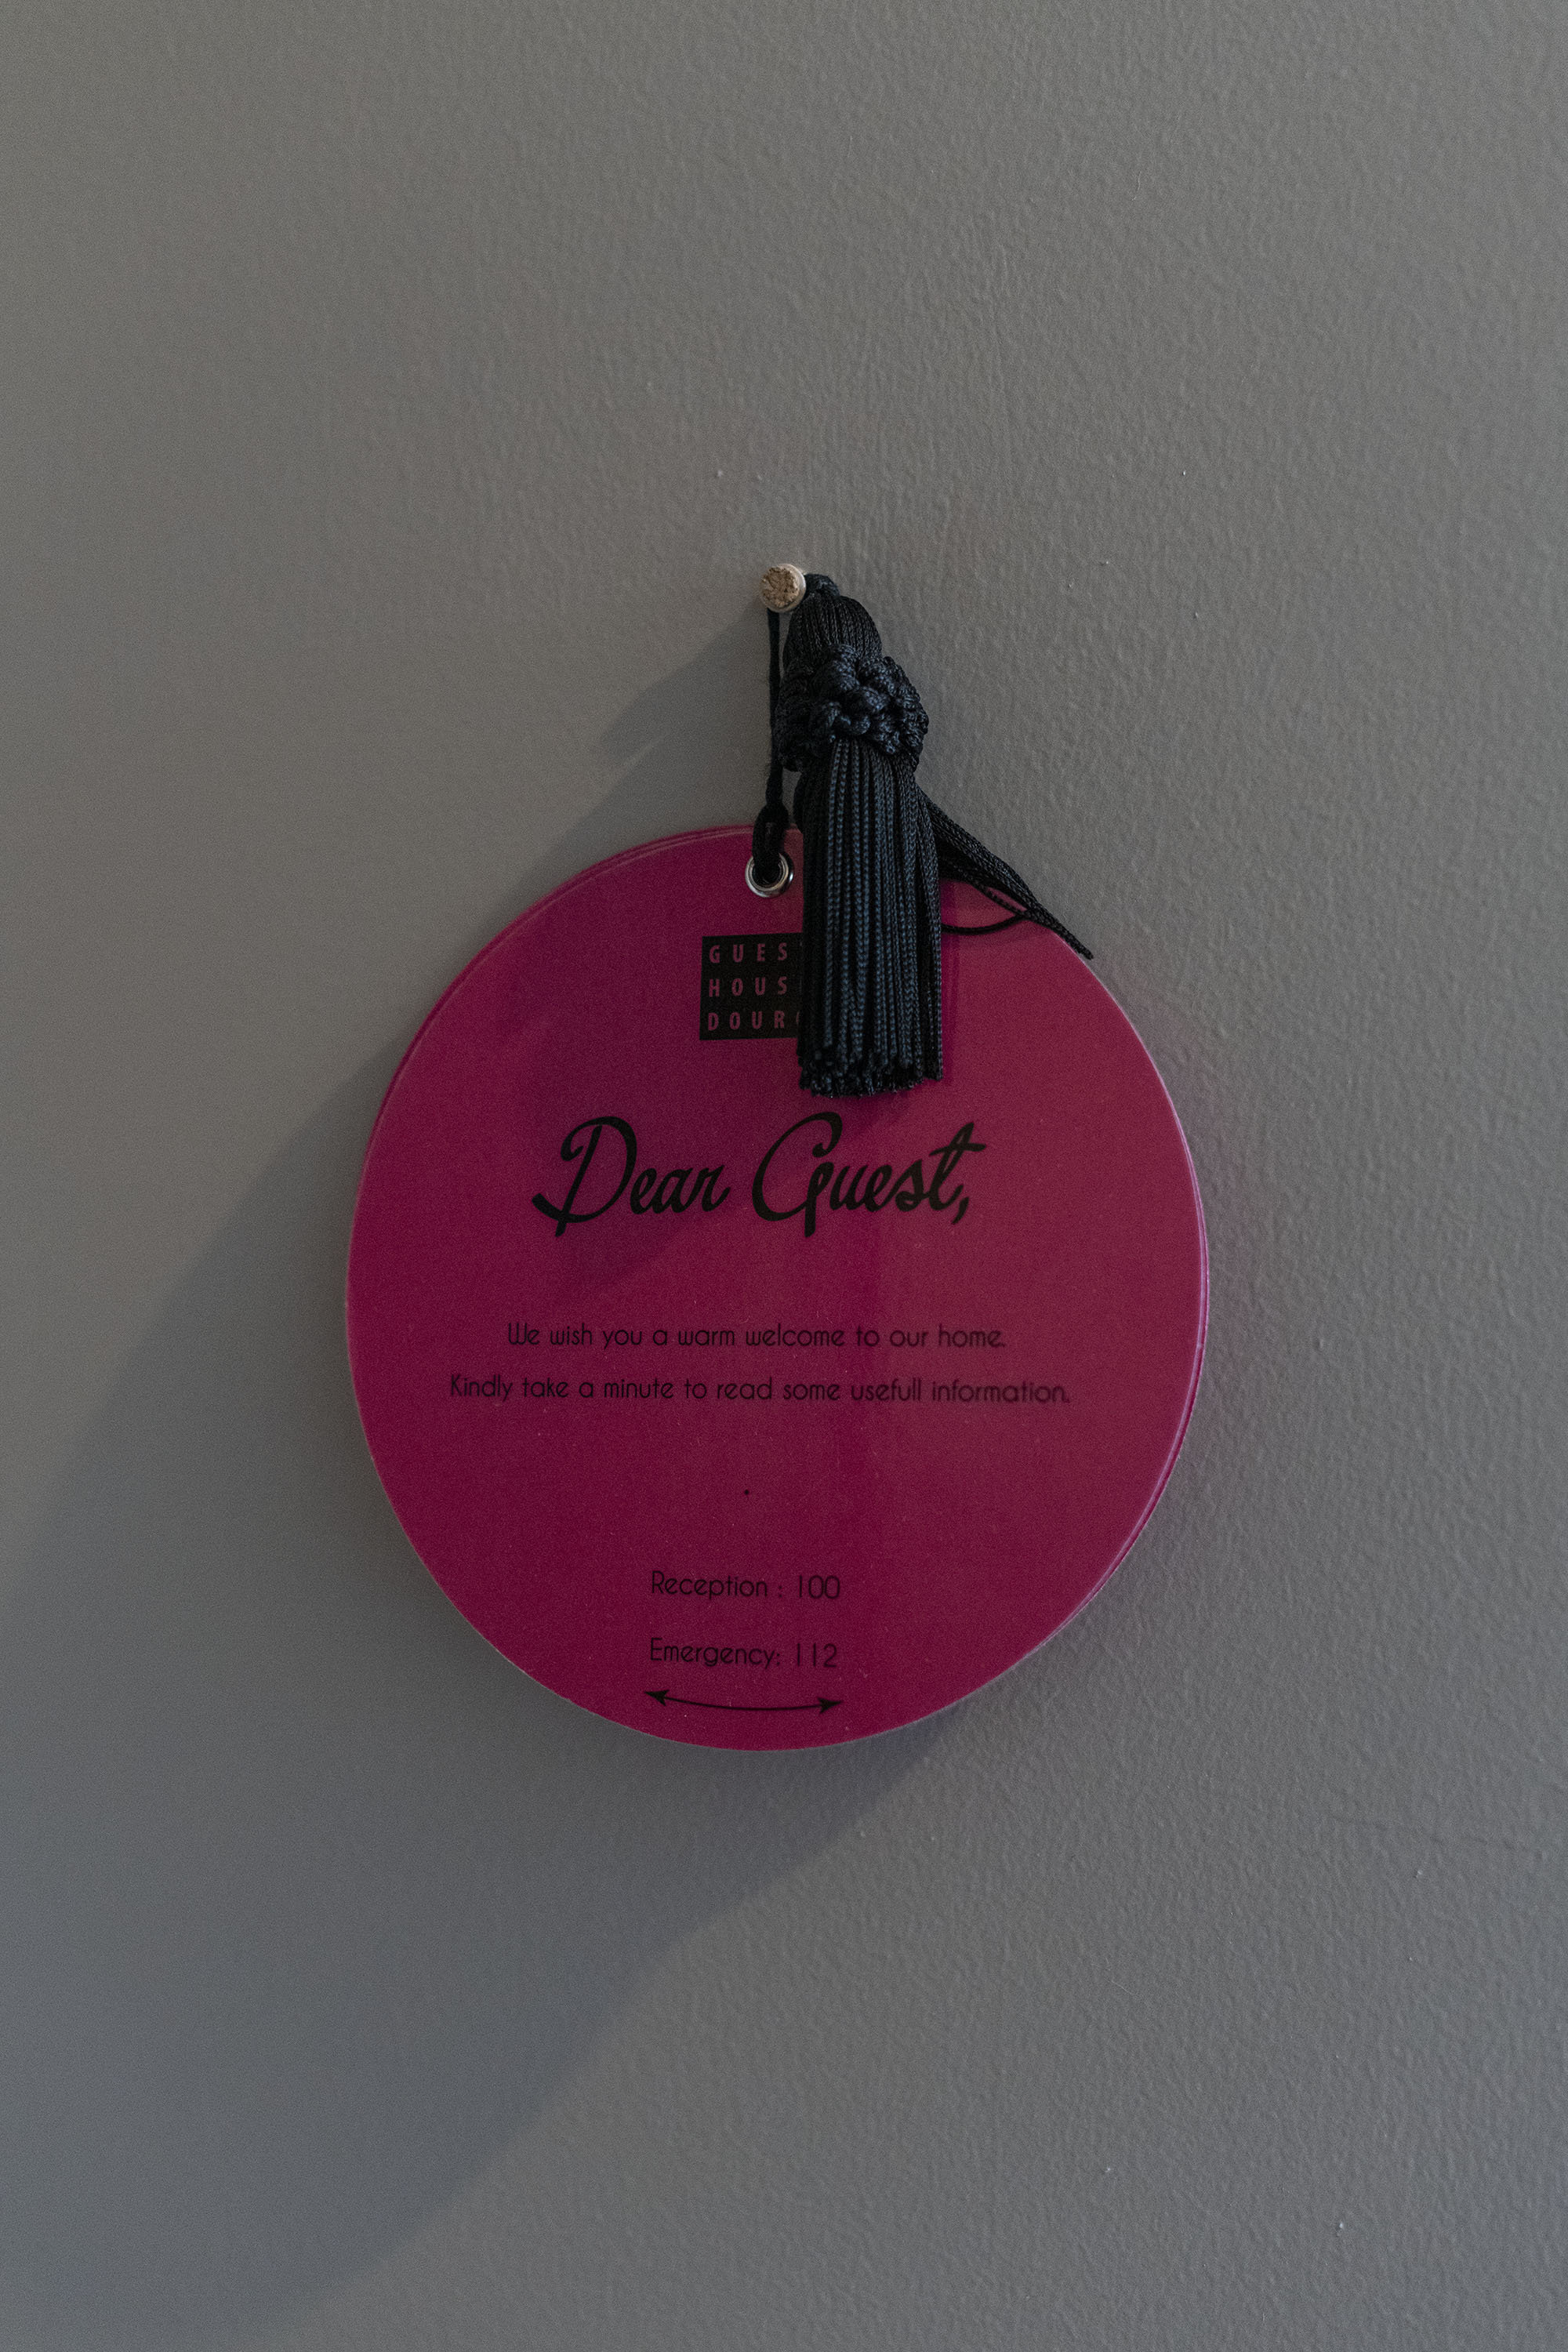 GUES
HOUS
DOUR
Dear Guest,
We wish you a warm welcome to our home.
Kindly take a minute to read some usefull information.
Reception : 100
Emergency: 112